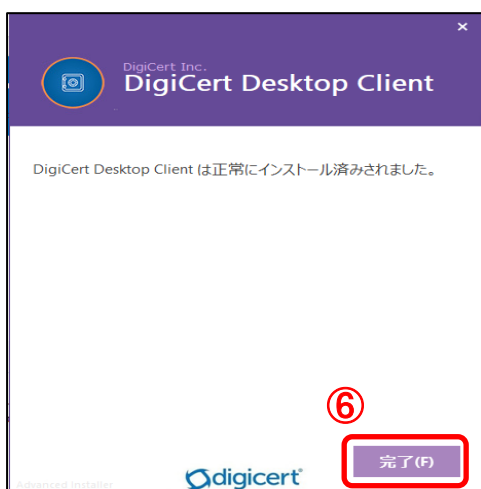 ×
DigiCert Inc.
DigiCert Desktop Client
DigiCert Desktop Client は正常にインストール済みされました。
⑥
完了(F)
Advanced Installer
digicert